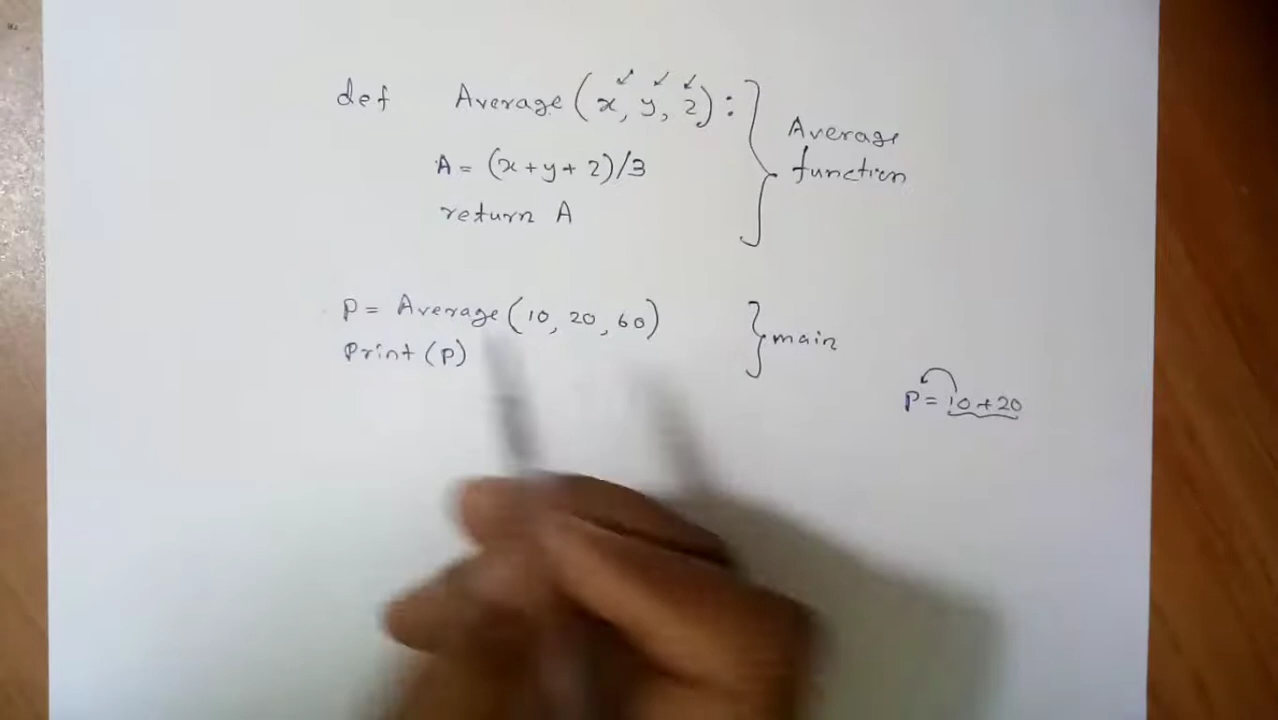 def Average(x, y, z):
A = (x+y+z)/3
return A
Average
function
P = Average(10, 20, 60)
Print(P)
main
P = 10+20